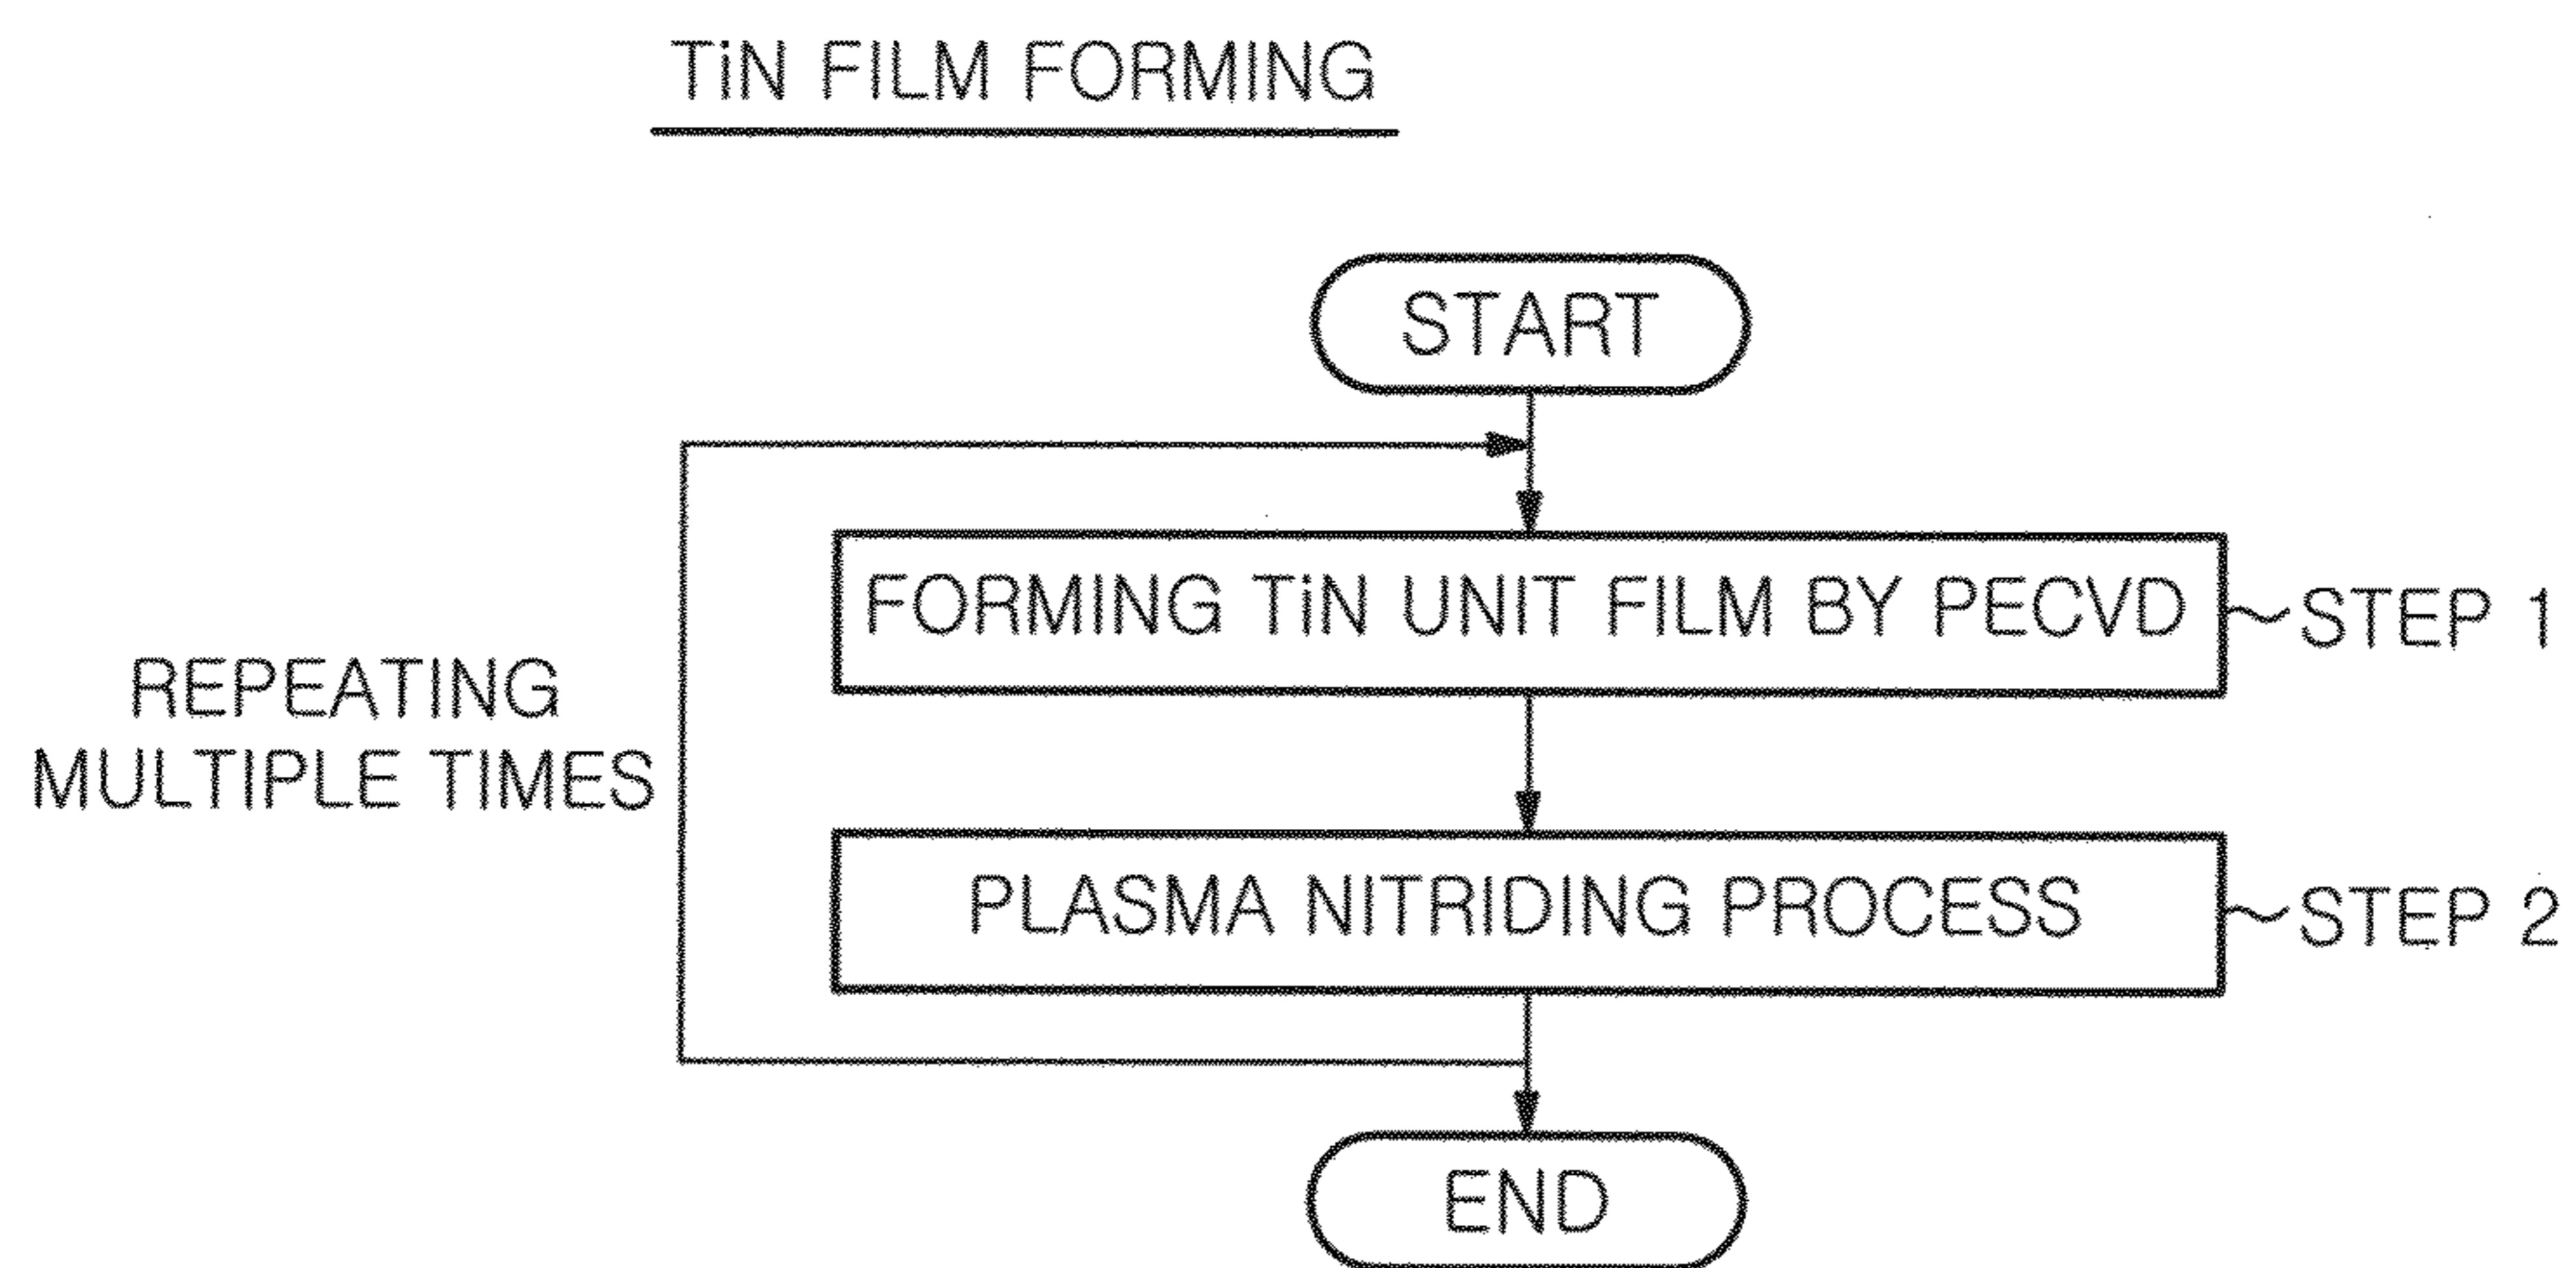 TiN FILM FORMING
START
FORMING TiN UNIT FILM BY PECVD
STEP 1
REPEATING
MULTIPLE TIMES
PLASMA NITRIDING PROCESS
STEP 2
END